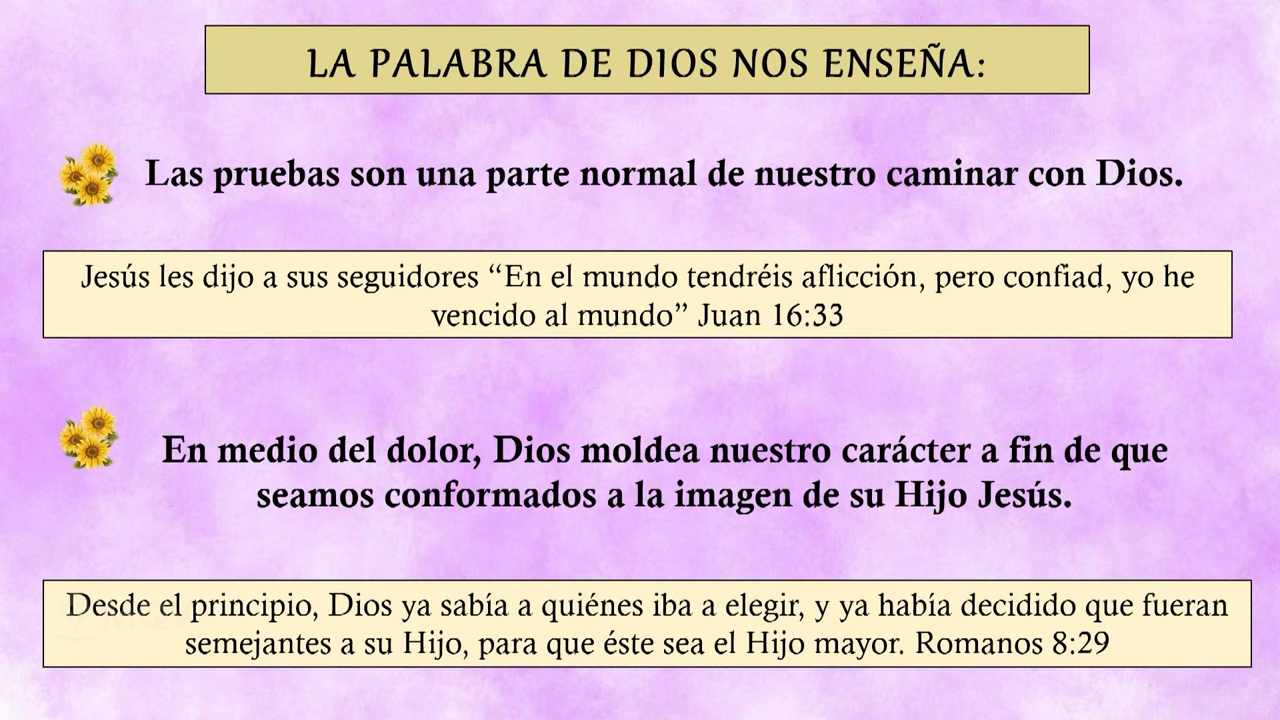 LA PALABRA DE DIOS NOS ENSEÑA:
Las pruebas son una parte normal de nuestro caminar con Dios.
Jesús les dijo a sus seguidores “En el mundo tendréis aflicción, pero confiad, yo he
vencido al mundo” Juan 16:33
En medio del dolor, Dios moldea nuestro carácter a fin de que
seamos conformados a la imagen de su Hijo Jesús.
Desde el principio, Dios ya sabía a quiénes iba a elegir, y ya había decidido que fueran
semejantes a su Hijo, para que éste sea el Hijo mayor. Romanos 8:29